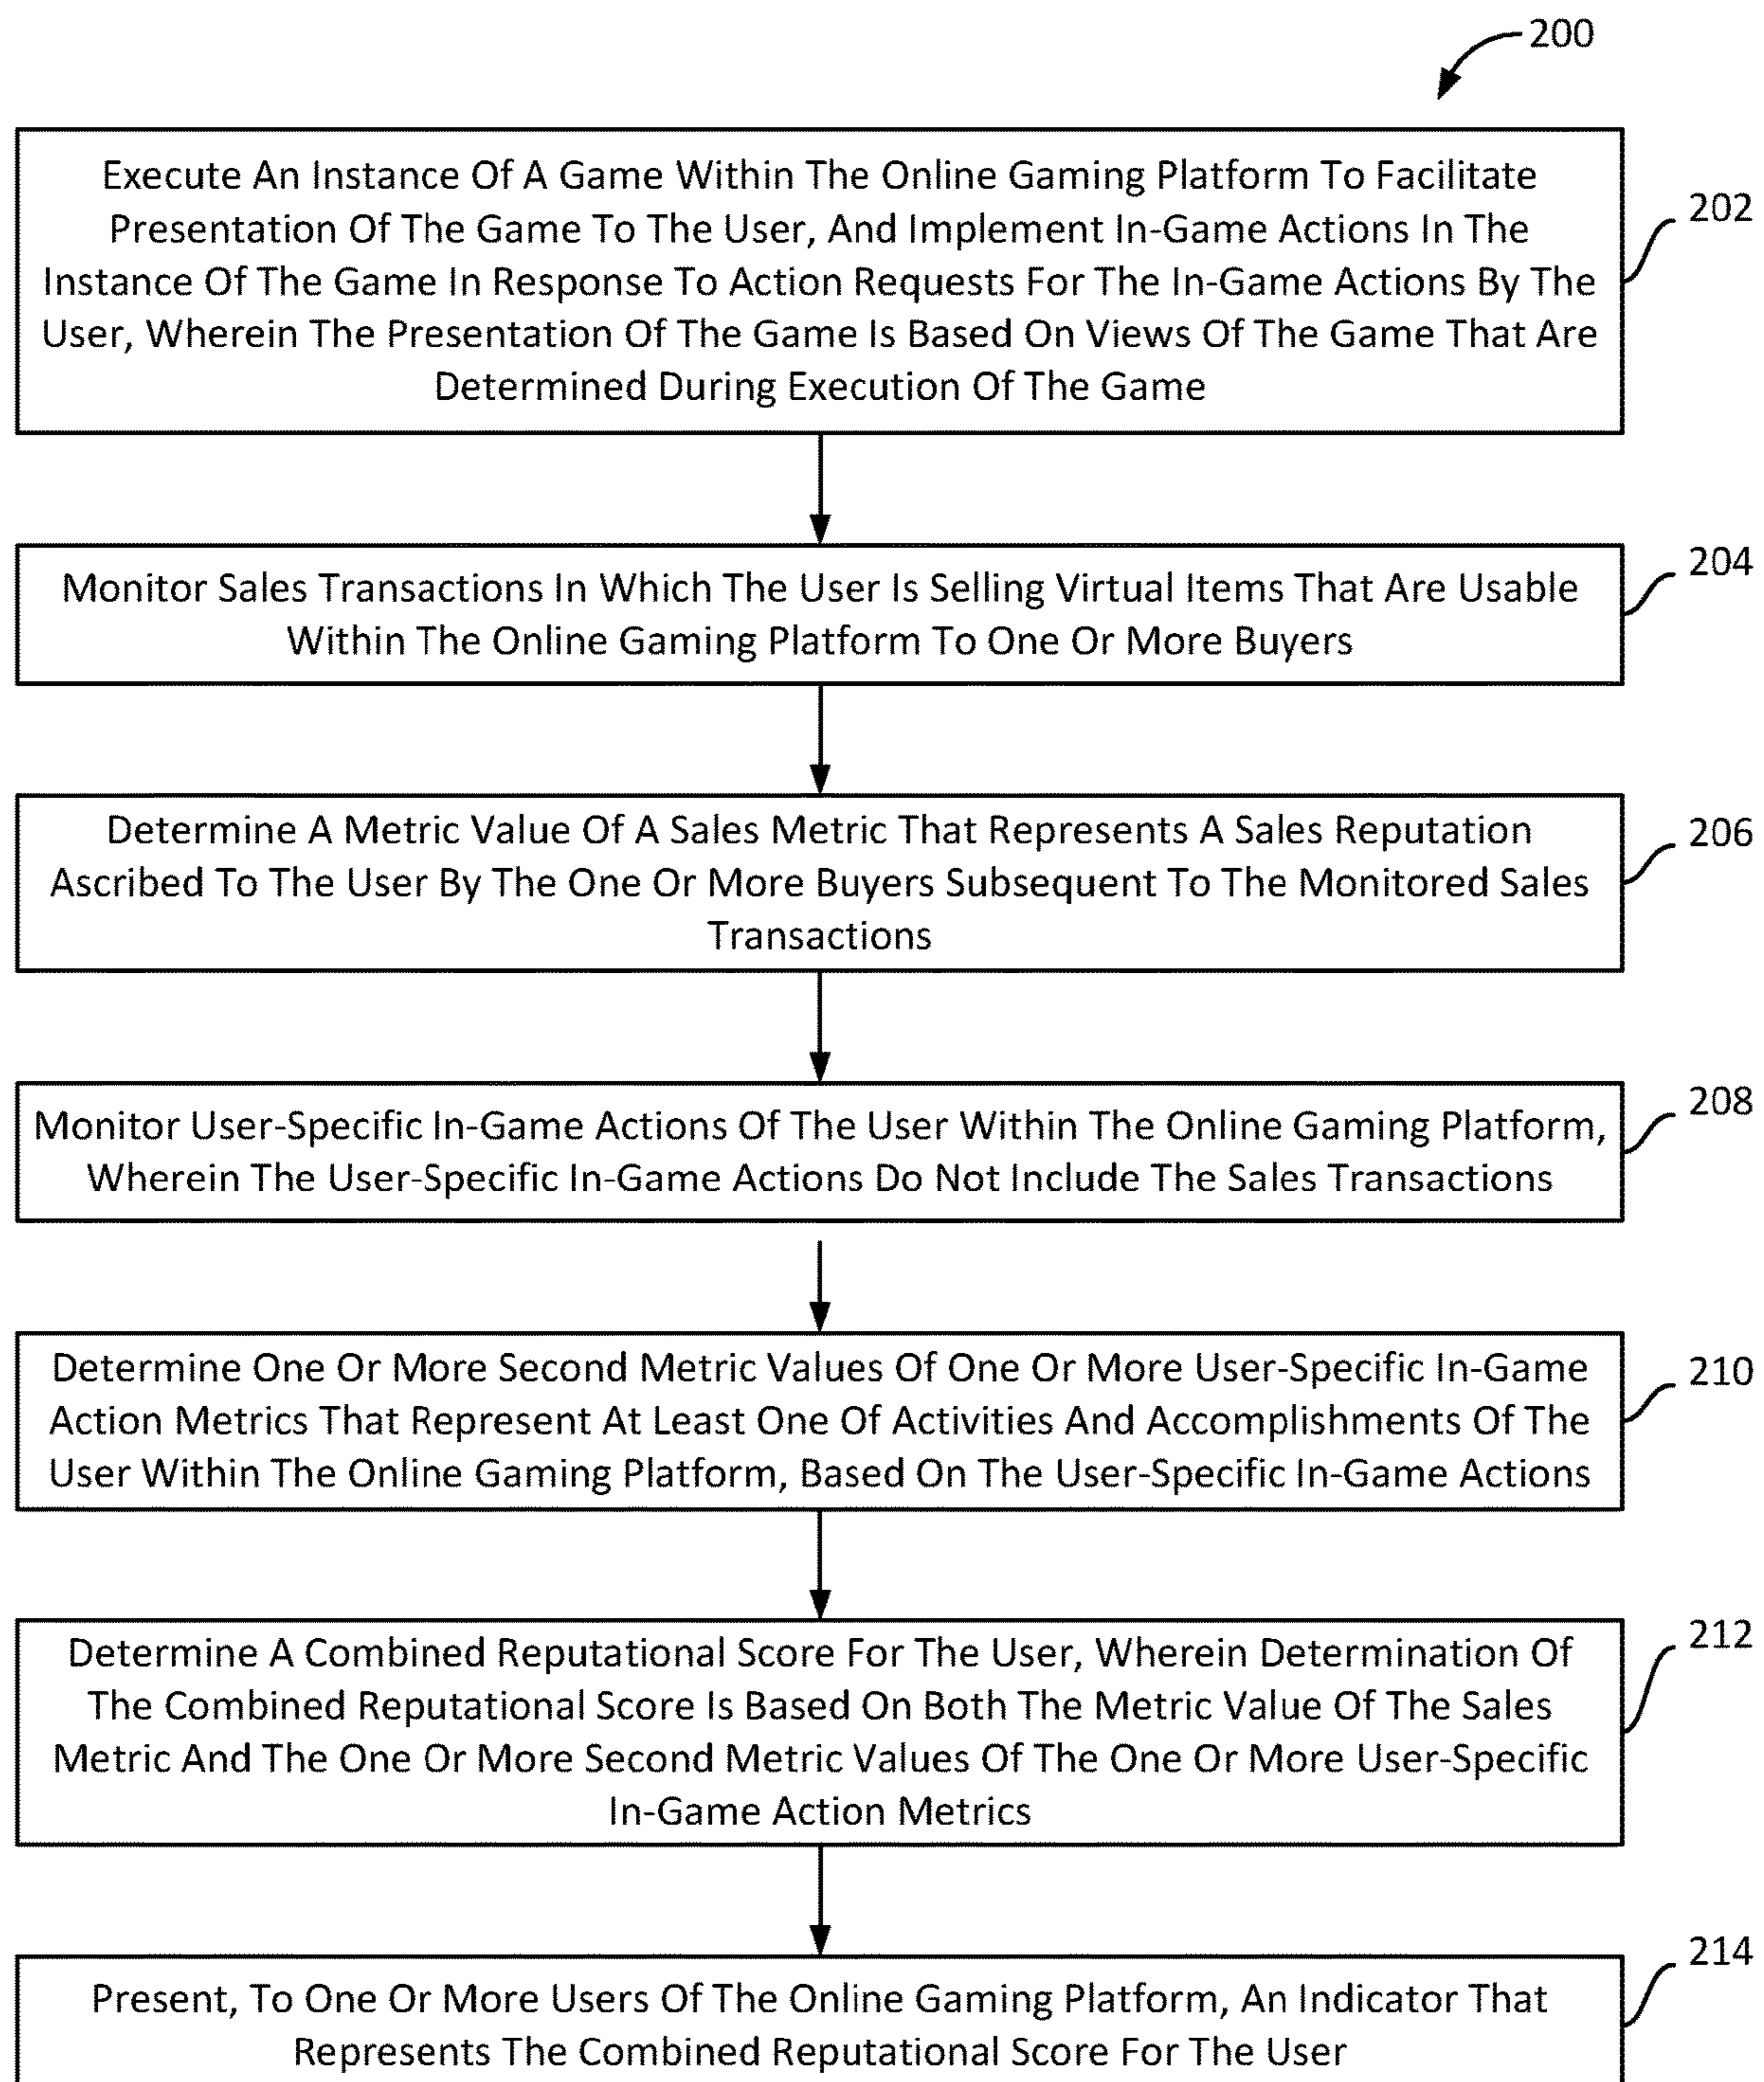 200
Execute An Instance Of A Game Within The Online Gaming Platform To Facilitate
Presentation Of The Game To The User, And Implement In-Game Actions In The
Instance Of The Game In Response To Action Requests For The In-Game Actions By The
User, Wherein The Presentation Of The Game Is Based On Views Of The Game That Are
Determined During Execution Of The Game
202
Monitor Sales Transactions In Which The User Is Selling Virtual Items That Are Usable
Within The Online Gaming Platform To One Or More Buyers
204
Determine A Metric Value Of A Sales Metric That Represents A Sales Reputation
Ascribed To The User By The One Or More Buyers Subsequent To The Monitored Sales
Transactions
206
Monitor User-Specific In-Game Actions Of The User Within The Online Gaming Platform,
Wherein The User-Specific In-Game Actions Do Not Include The Sales Transactions
208
Determine One Or More Second Metric Values Of One Or More User-Specific In-Game
Action Metrics That Represent At Least One Of Activities And Accomplishments Of The
User Within The Online Gaming Platform, Based On The User-Specific In-Game Actions
210
Determine A Combined Reputational Score For The User, Wherein Determination Of
The Combined Reputational Score Is Based On Both The Metric Value Of The Sales
Metric And The One Or More Second Metric Values Of The One Or More User-Specific
In-Game Action Metrics
212
Present, To One Or More Users Of The Online Gaming Platform, An Indicator That
Represents The Combined Reputational Score For The User
214